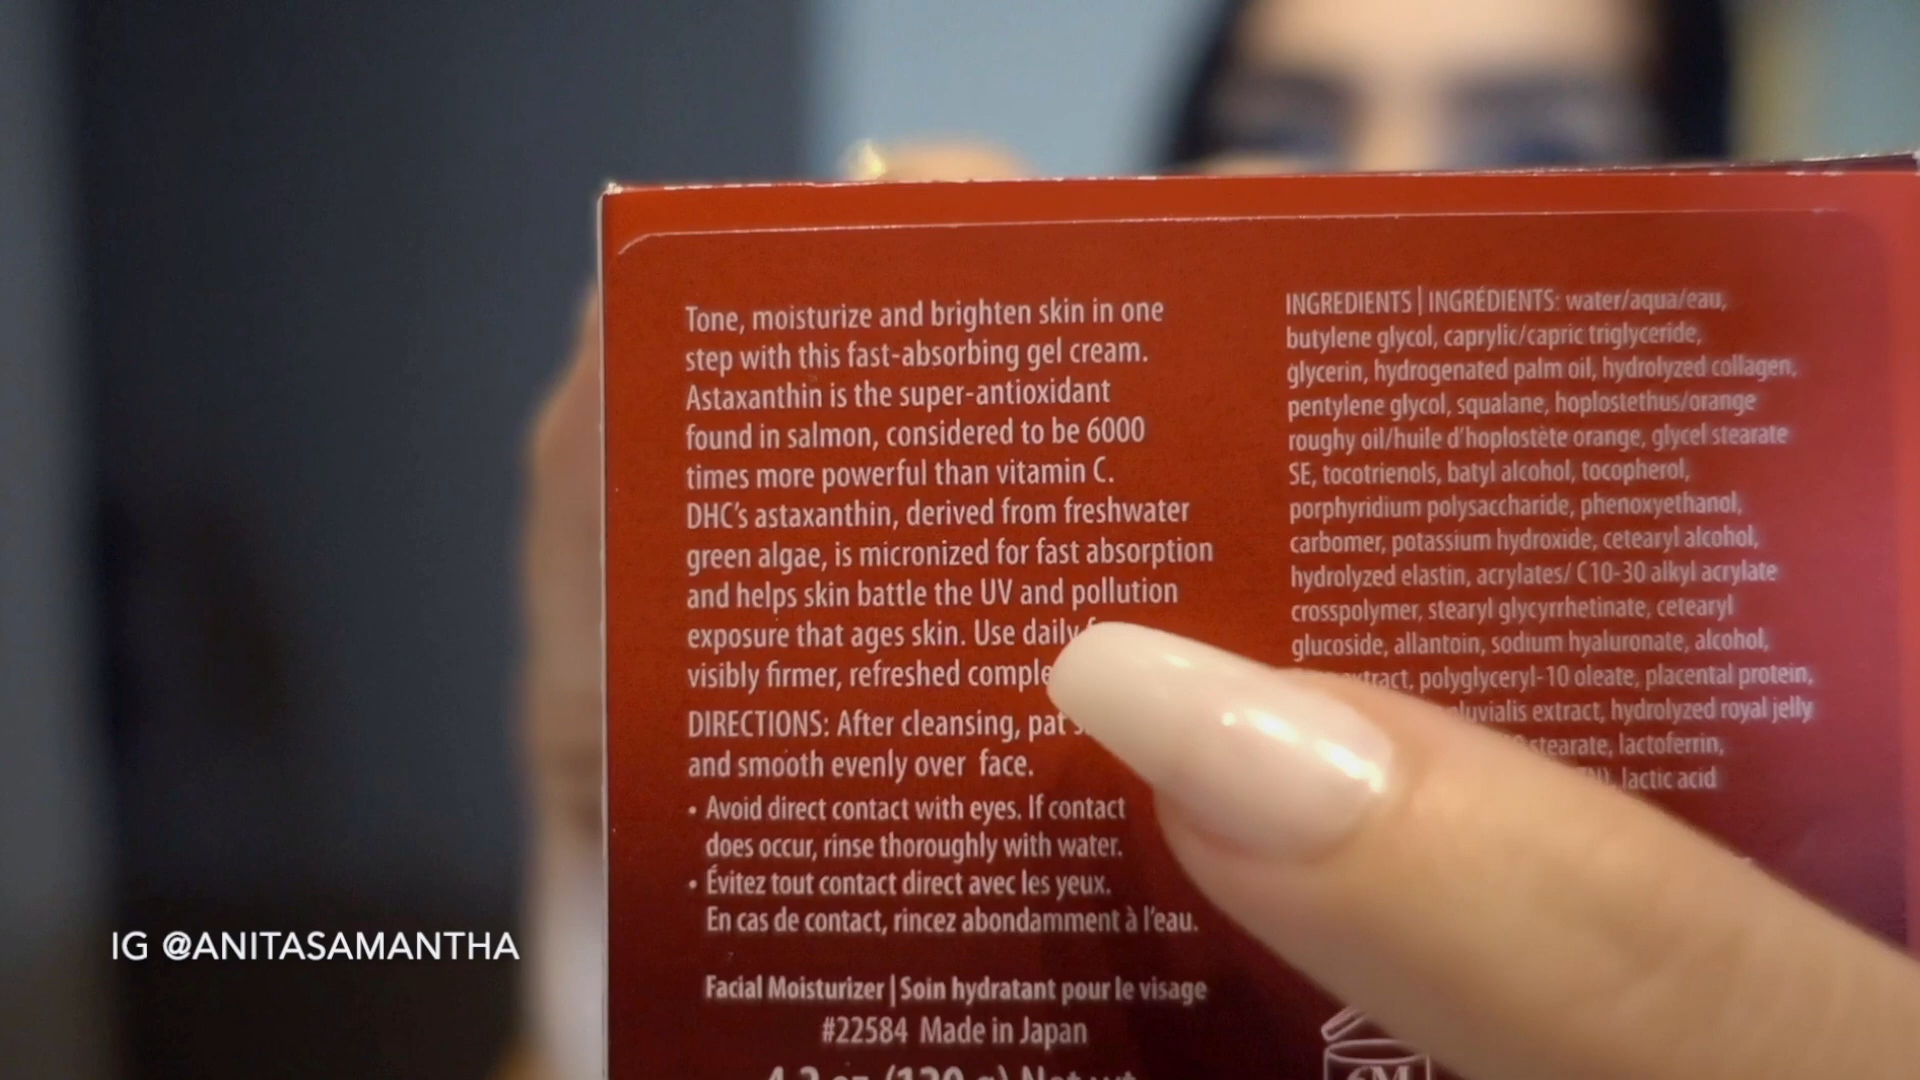 Tone, moisturize and brighten skin in one
step with this fast-absorbing gel cream.
Astaxanthin is the super-antioxidant
found in salmon, considered to be 6000
times more powerful than vitamin C.
DHC's astaxanthin, derived from freshwater
green algae, is micronized for fast absorption
and helps skin battle the UV and pollution
exposure that ages skin. Use daily
visibly firmer, refreshed comple
DIRECTIONS: After cleansing, pat
and smooth evenly over face.
• Avoid direct contact with eyes. If contact
does occur, rinse thoroughly with water.
• Évitez tout contact direct avec les yeux.
En cas de contact, rincez abondamment à l'eau.
Facial Moisturizer | Soin hydratant pour le visage
#22584 Made in Japan
4.2 oz (120 g) Net wt
INGREDIENTS | INGRÉDIENTS: water/aqua/eau,
butylene glycol, caprylic/capric triglyceride,
glycerin, hydrogenated palm oil, hydrolyzed collagen,
pentylene glycol, squalane, hoplostethus/orange
roughy oil/huile d'hoplostète orange, glycel stearate
SE, tocotrienols, batyl alcohol, tocopherol,
porphyridium polysaccharide, phenoxyethanol,
carbomer, potassium hydroxide, cetearyl alcohol,
hydrolyzed elastin, acrylates/ C10-30 alkyl acrylate
crosspolymer, stearyl glycyrrhetinate, cetearyl
glucoside, allantoin, sodium hyaluronate, alcohol,
polyglyceryl-10 oleate, placental protein,
extract, hydrolyzed royal jelly
stearate, lactoferrin,
lactic acid
6M
IG @ANITASAMANTHA